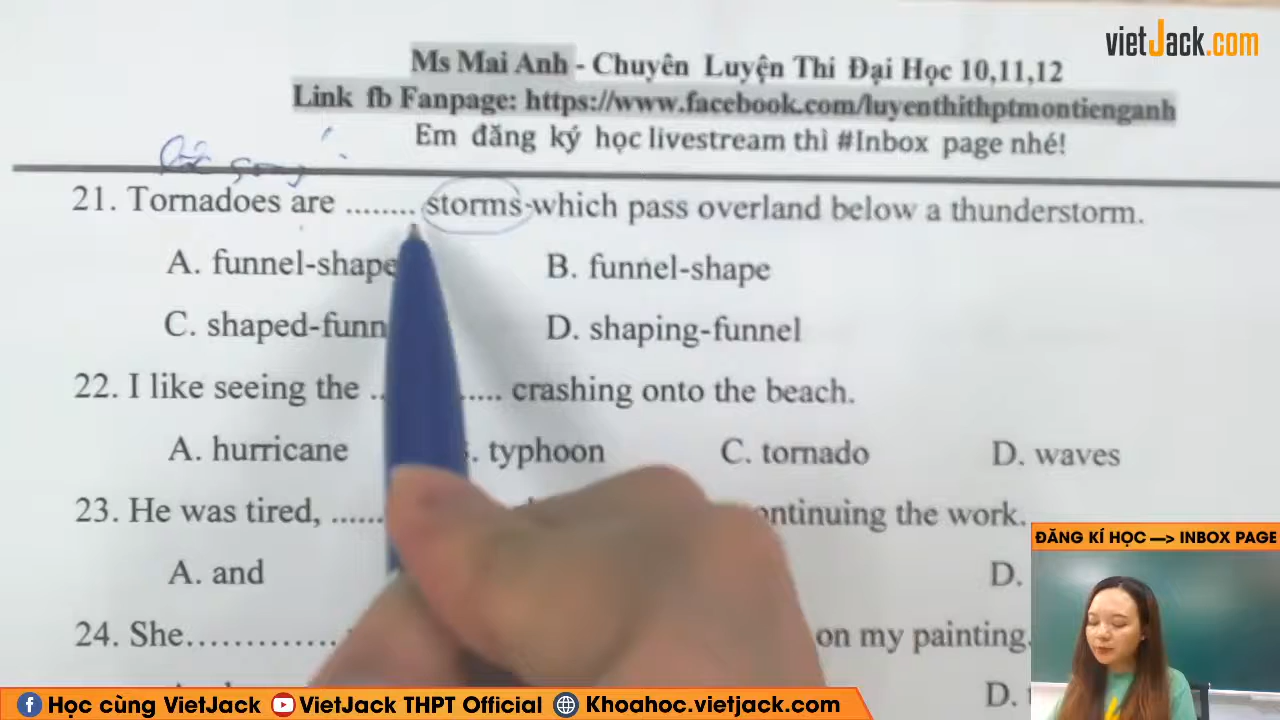 vietJack.com
Ms Mai Anh - Chuyên Luyện Thi Đại Học 10,11,12
Link fb Fanpage: https://www.facebook.com/luyenthithptmontienganh
Em đăng ký học livestream thì #Inbox page nhé!
21. Tornadoes are ........ storms which pass overland below a thunderstorm.
A. funnel-shape
B. funnel-shape
C. shaped-funn
D. shaping-funnel
22. I like seeing the .. ..... crashing onto the beach.
A. hurricane
. typhoon
C. tornado
D. waves
23. He was tired, ...... ontinuing the work.
A. and
D.
24. She............. on my painting.
D.
ĐĂNG KÍ HỌC —> INBOX PAGE
Học cùng VietJack VietJack THPT Official Khoahoc.vietjack.com